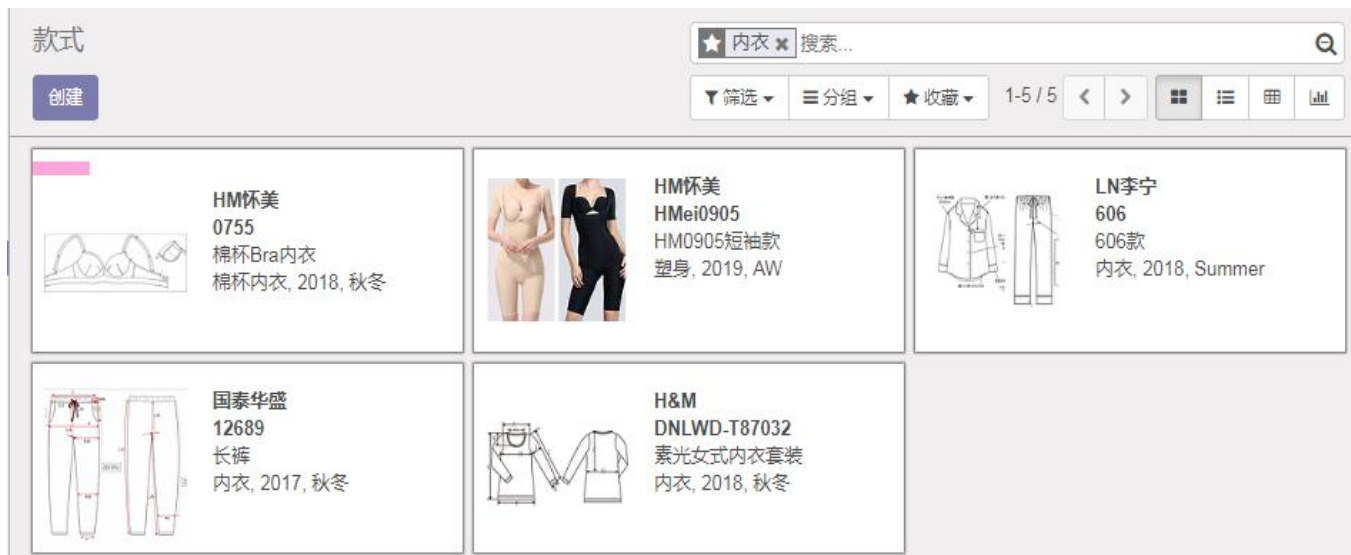 款式
内衣 搜索...
创建
筛选 分组 收藏 1-5 / 5
HM怀美
0755
棉杯Bra内衣
棉杯内衣, 2018, 秋冬
HM怀美
HMei0905
HM0905短袖款
塑身, 2019, AW
LN李宁
606
606款
内衣, 2018, Summer
国泰华盛
12689
长裤
内衣, 2017, 秋冬
H&M
DNLWD-T87032
素光女式内衣套装
内衣, 2018, 秋冬